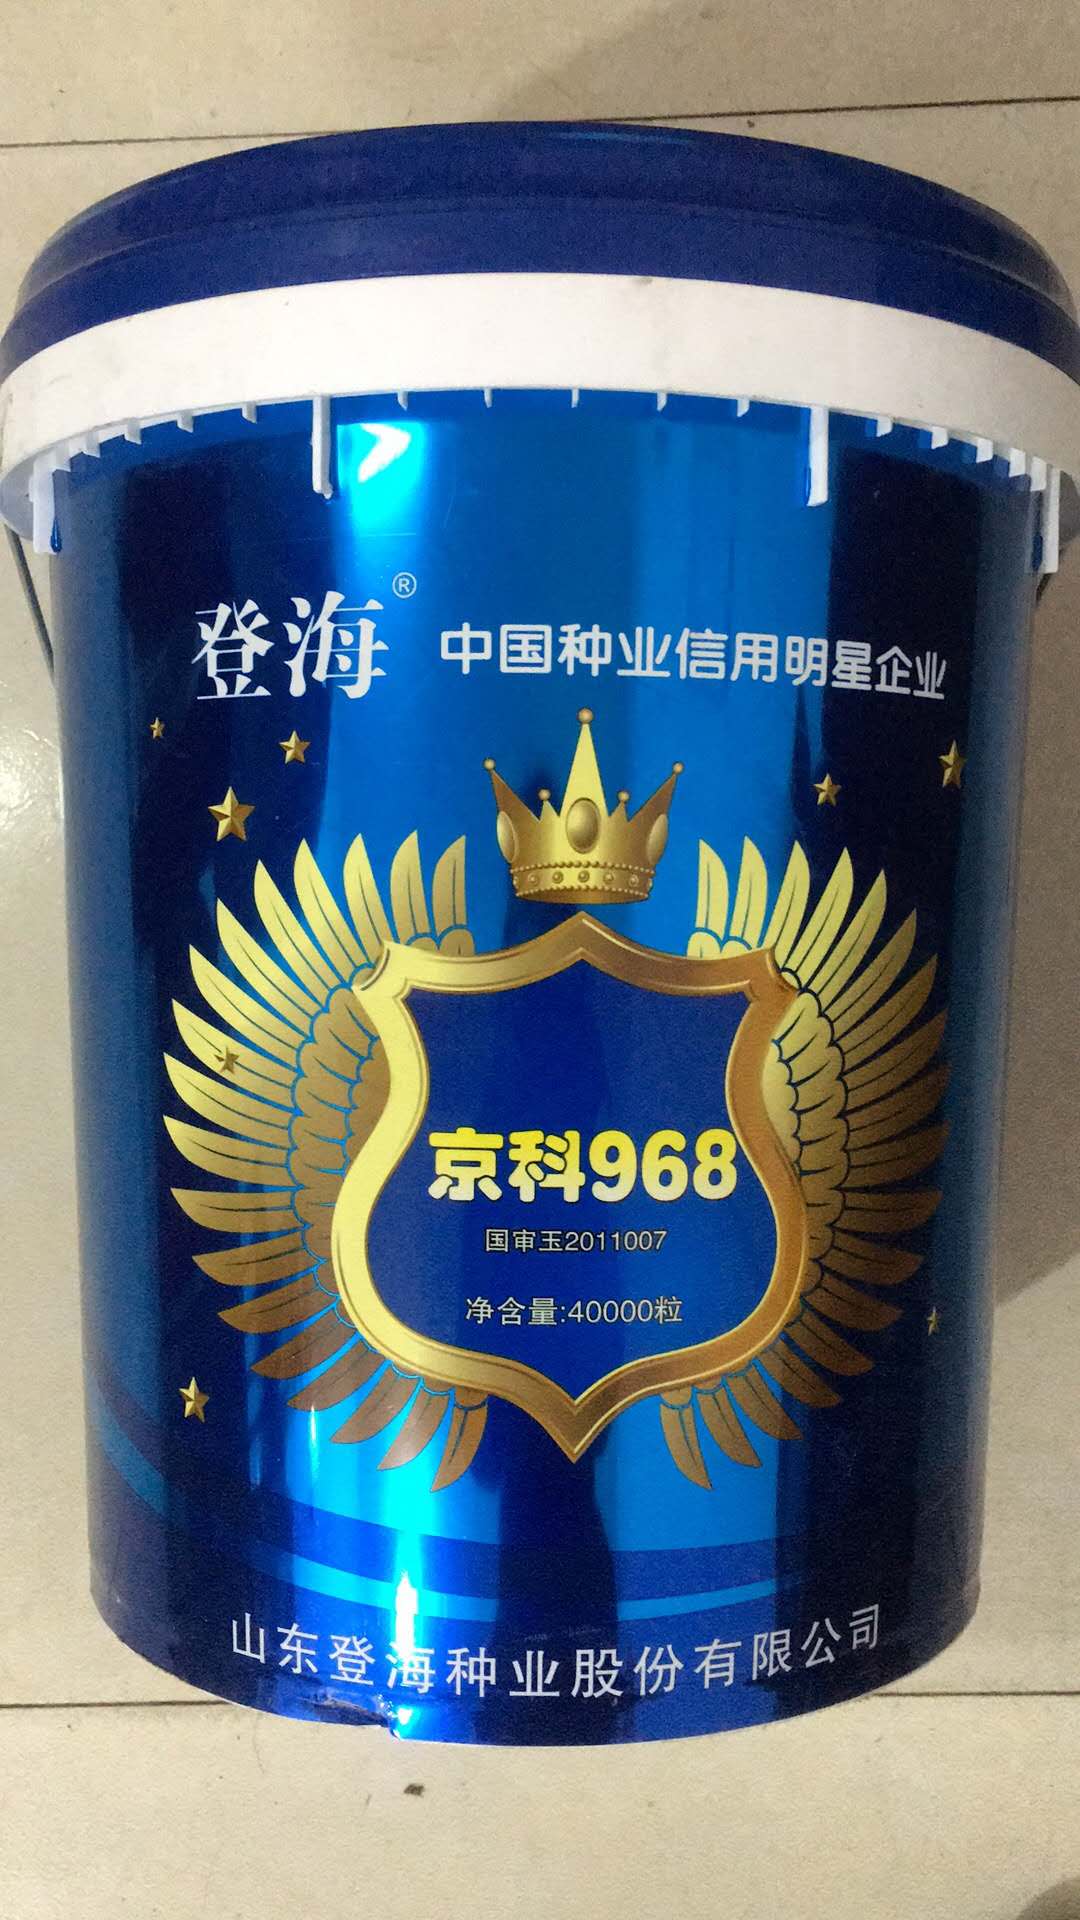 登海®
中国种业信用明星企业
京科968
国审玉2011007
净含量:40000粒
山东登海种业股份有限公司